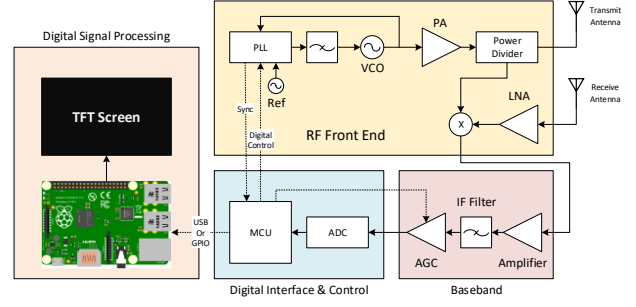 Digital Signal Processing
TFT Screen
PLL
VCO
PA
Power
Divider
Transmit
Antenna
Receive
Antenna
Ref
LNA
X
Sync
Digital
Control
RF Front End
USB
Or
GPIO
MCU
ADC
AGC
IF Filter
Amplifier
Digital Interface & Control
Baseband